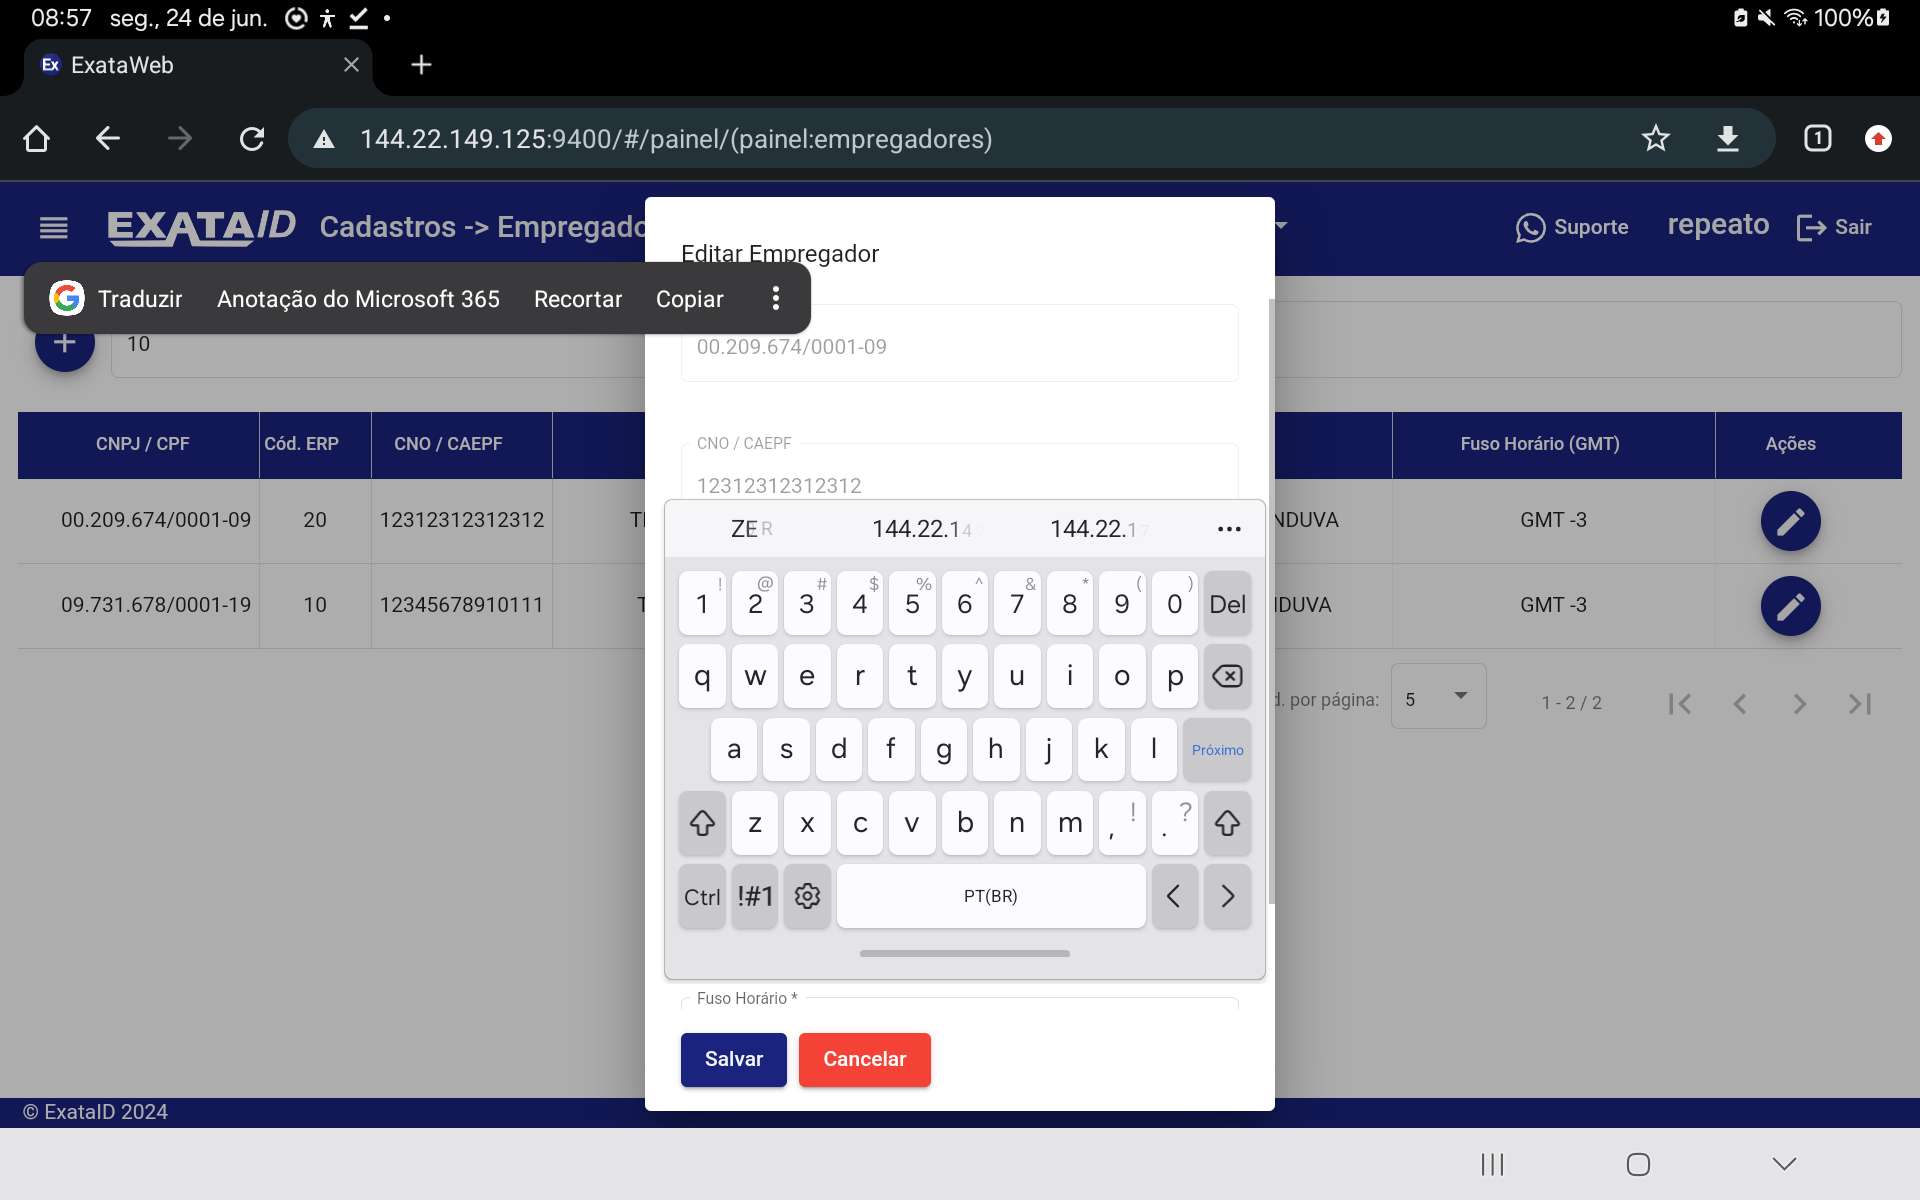 08:57 seg., 24 de jun.
100%
Ex ExataWeb
144.22.149.125:9400/#/painel/(painel:empregadores)
1
EXATAID Cadastros -> Empregado
Suporte repeato Sair
Editar Empregador
Traduzir Anotação do Microsoft 365 Recortar Copiar
10
00.209.674/0001-09
CNPJ / CPF Cód. ERP CNO / CAEPF Fuso Horário (GMT) Ações
CNO / CAEPF
12312312312312
00.209.674/0001-09 20 12312312312312 NDUVA GMT -3
09.731.678/0001-19 10 12345678910111 IDUVA GMT -3
ZER 144.22.14 144.22.17
! @ # $ % ^ & * ( )
1 2 3 4 5 6 7 8 9 0 Del
q w e r t y u i o p
d. por página: 5 1 - 2 / 2
a s d f g h j k l Próximo
z x c v b n m , ! . ?
Ctrl !#1 PT(BR)
Fuso Horário *
Salvar Cancelar
© ExataID 2024